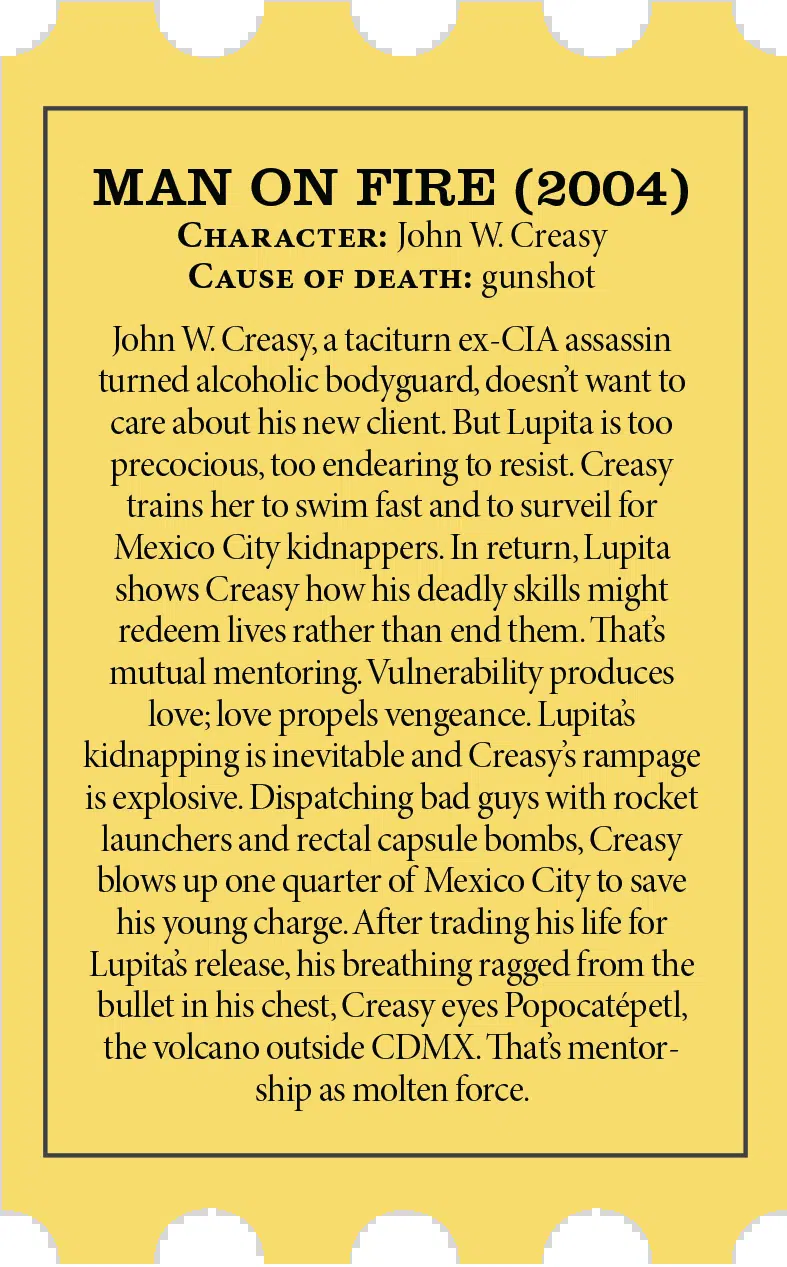 MAN ON FIRE (2004)
CHARACTER: John W. Creasy
CAUSE OF DEATH: gunshot
John W. Creasy, a taciturn ex-CIA assassin
turned alcoholic bodyguard, doesn't want to
care about his new client. But Lupita is too
precocious, too endearing to resist. Creasy
trains her to swim fast and to surveil for
Mexico City kidnappers. In return, Lupita
shows Creasy how his deadly skills might
redeem lives rather than end them. That's
mutual mentoring. Vulnerability produces
love; love propels vengeance. Lupita's
kidnapping is inevitable and Creasy's rampage
is explosive. Dispatching bad guys with rocket
launchers and rectal capsule bombs, Creasy
blows up one quarter of Mexico City to save
his young charge. After trading his life for
Lupita's release, his breathing ragged from the
bullet in his chest, Creasy eyes Popocatépetl,
the volcano outside CDMX. That's mentor-
ship as molten force.